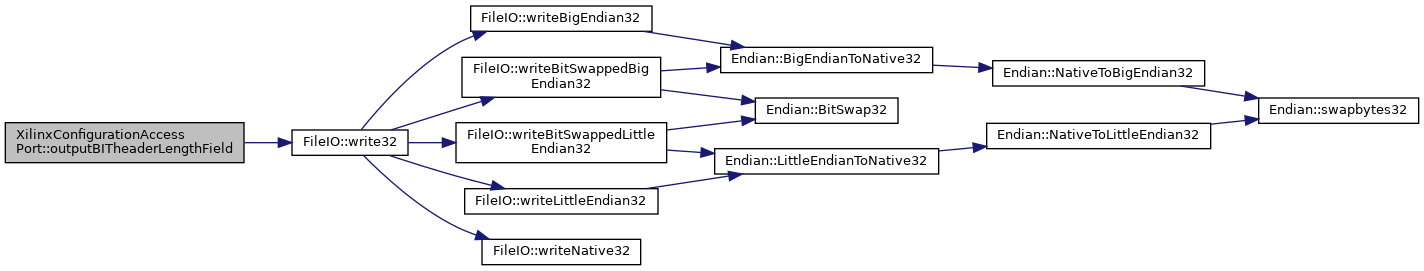 XilinxConfigurationAccess
Port::outputBITheaderLengthField
FileIO::write32
FileIO::writeBigEndian32
FileIO::writeBitSwappedBig
Endian32
FileIO::writeBitSwappedLittle
Endian32
FileIO::writeLittleEndian32
FileIO::writeNative32
Endian::BigEndianToNative32
Endian::BitSwap32
Endian::LittleEndianToNative32
Endian::NativeToBigEndian32
Endian::NativeToLittleEndian32
Endian::swapbytes32